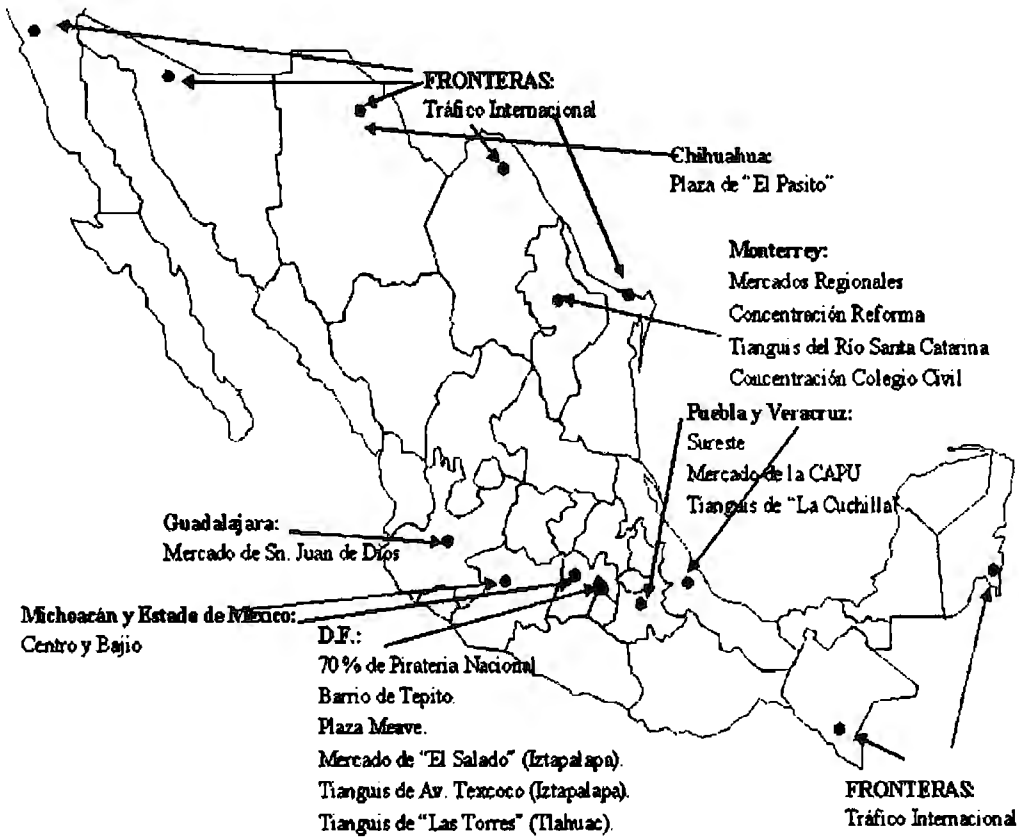 FRONTERAS:
Tráfico Internacional
Chihuahua:
Plaza de "El Pasito"
Monterrey:
Mercados Regionales
Concentración Reforma
Tianguis del Río Santa Catarina
Concentración Colegio Civil
Puebla y Veracruz:
Sureste
Mercado de la CAPU
Tianguis de "La Cuchilla"
Guadalajara:
Mercado de Sn. Juan de Díos
Michoacán y Estado de México:
Centro y Bajio
D.F.:
70% de Pirateria Nacional
Barrio de Tepito.
Plaza Meave.
Mercado de "El Salado" (Iztapalapa).
Tianguis de Av. Texcoco (Iztapalapa).
Tianguis de "Las Torres" (Tlahuac).
FRONTERAS:
Tráfico Internacional